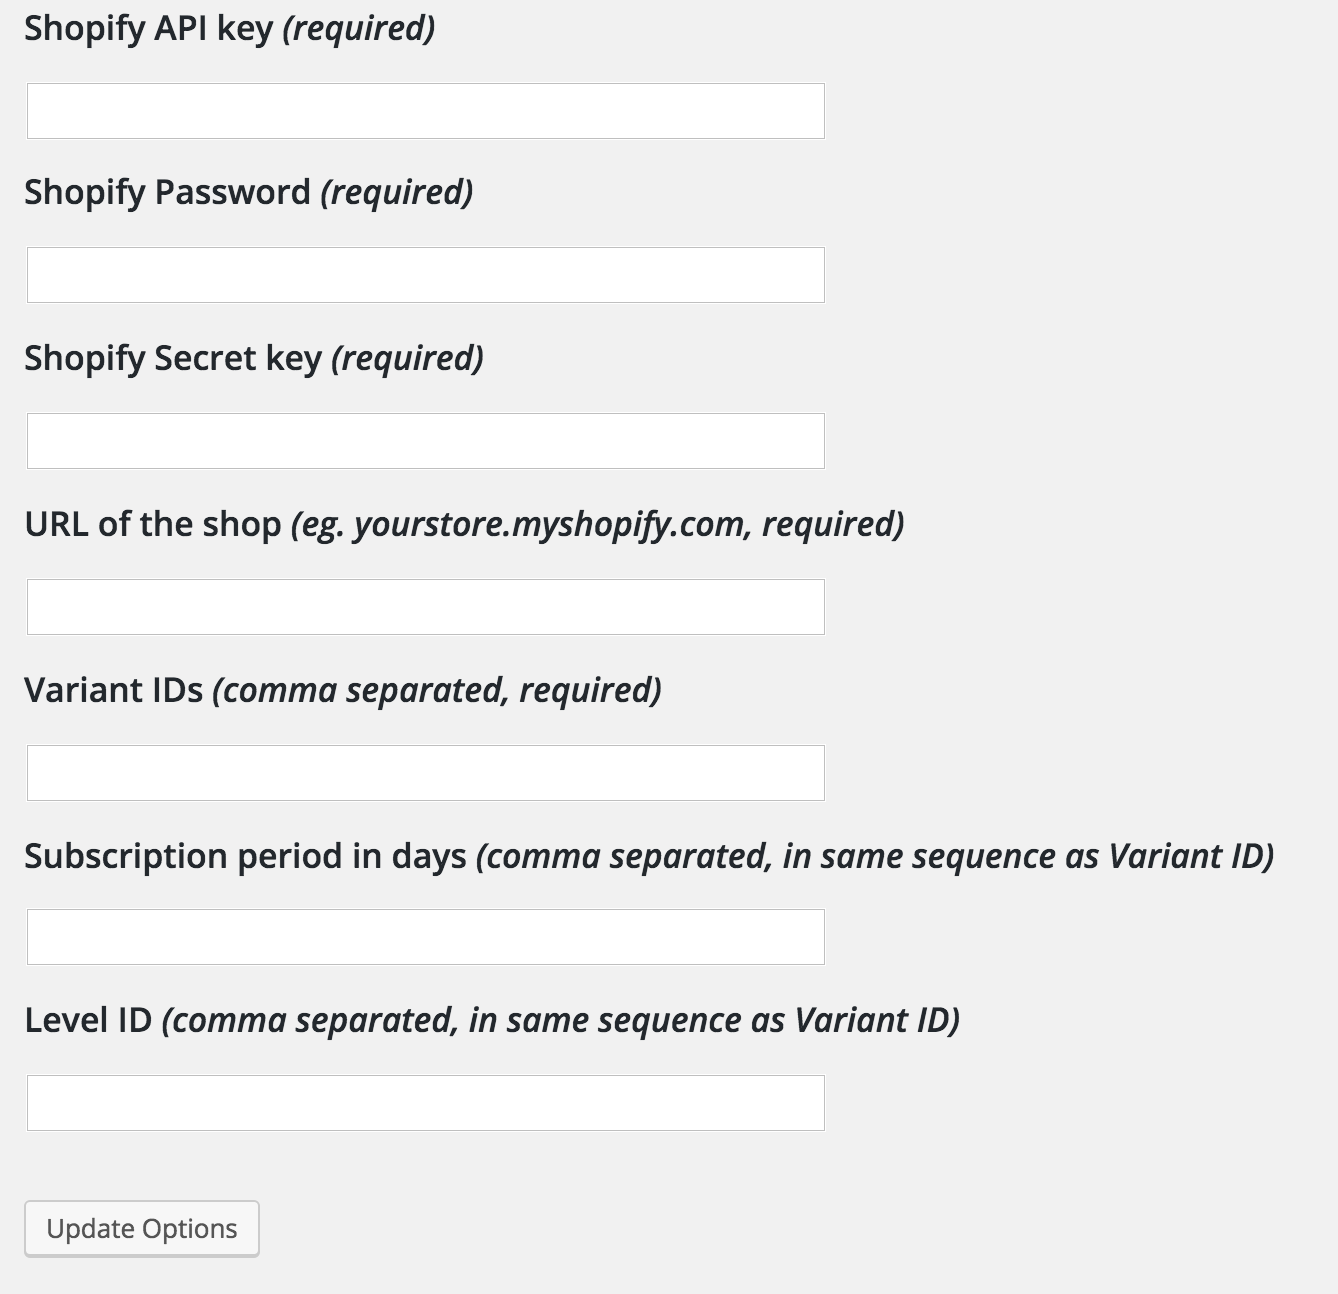 Shopify API key (required)
Shopify Password (required)
Shopify Secret key (required)
URL of the shop (eg. yourstore.myshopify.com, required)
Variant IDs (comma separated, required)
Subscription period in days (comma separated, in same sequence as Variant ID)
Level ID (comma separated, in same sequence as Variant ID)
Update Options